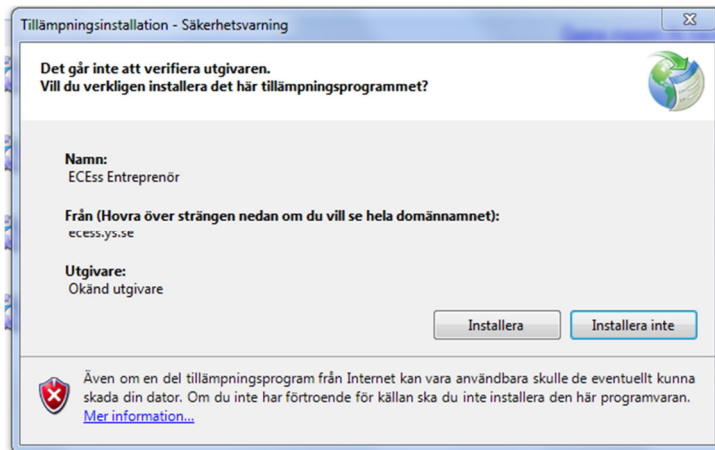 Tillämpningsinstallation - Säkerhetsvarning
Det går inte att verifiera utgivaren.
Vill du verkligen installera det här tillämpningsprogrammet?
Namn:
ECEss Entreprenör
Från (Hovra över strängen nedan om du vill se hela domännamnet):
ecess.ys.se
Utgivare:
Okänd utgivare
Installera Installera inte
Även om en del tillämpningsprogram från Internet kan vara användbara skulle de eventuellt kunna
skada din dator. Om du inte har förtroende för källan ska du inte installera den här programvaran.
Mer information...